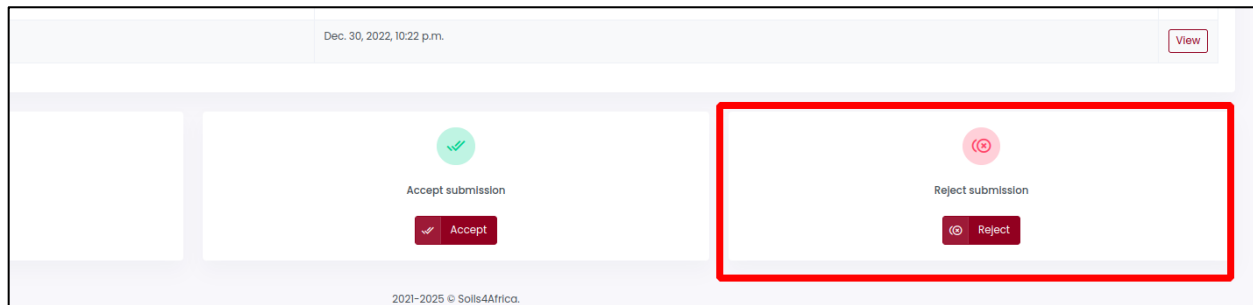 Dec. 30, 2022, 10:22 p.m.
View
Accept submission
Reject submission
Accept
Reject
2021-2025 © Soils4Africa.